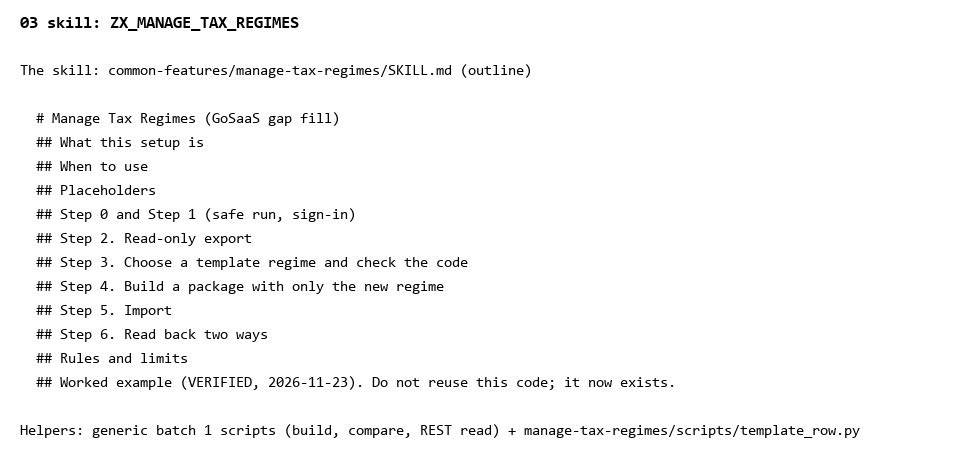 03 skill: ZX_MANAGE_TAX_REGIMES
The skill: common-features/manage-tax-regimes/SKILL.md (outline)
# Manage Tax Regimes (GoSaaS gap fill)
## What this setup is
## When to use
## Placeholders
## Step 0 and Step 1 (safe run, sign-in)
## Step 2. Read-only export
## Step 3. Choose a template regime and check the code
## Step 4. Build a package with only the new regime
## Step 5. Import
## Step 6. Read back two ways
## Rules and limits
## Worked example (VERIFIED, 2026-11-23). Do not reuse this code; it now exists.
Helpers: generic batch 1 scripts (build, compare, REST read) + manage-tax-regimes/scripts/template_row.py